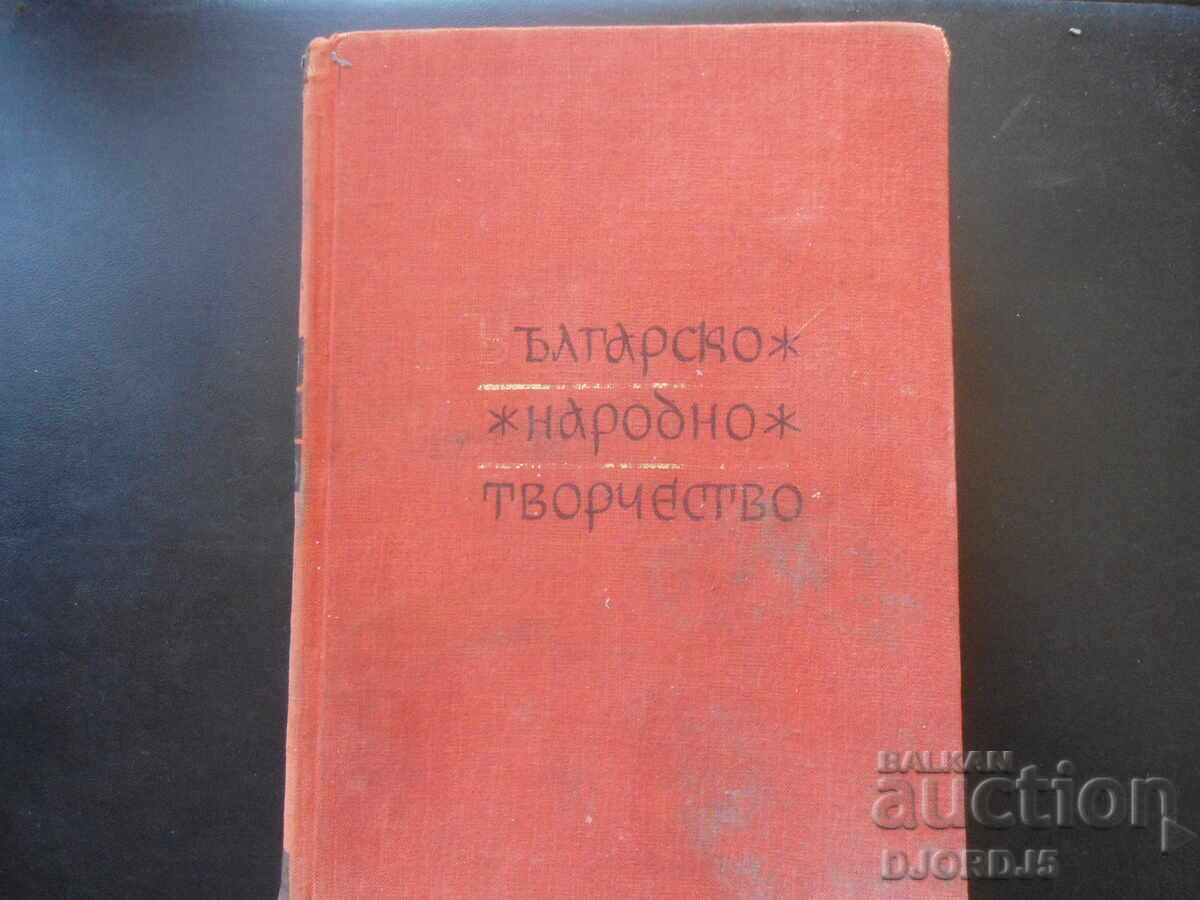 БЪЛГАРСКО*
*НАРОДНО*
ТВОРЧЕСТВО
BALKAN
auction
DJORDJ5